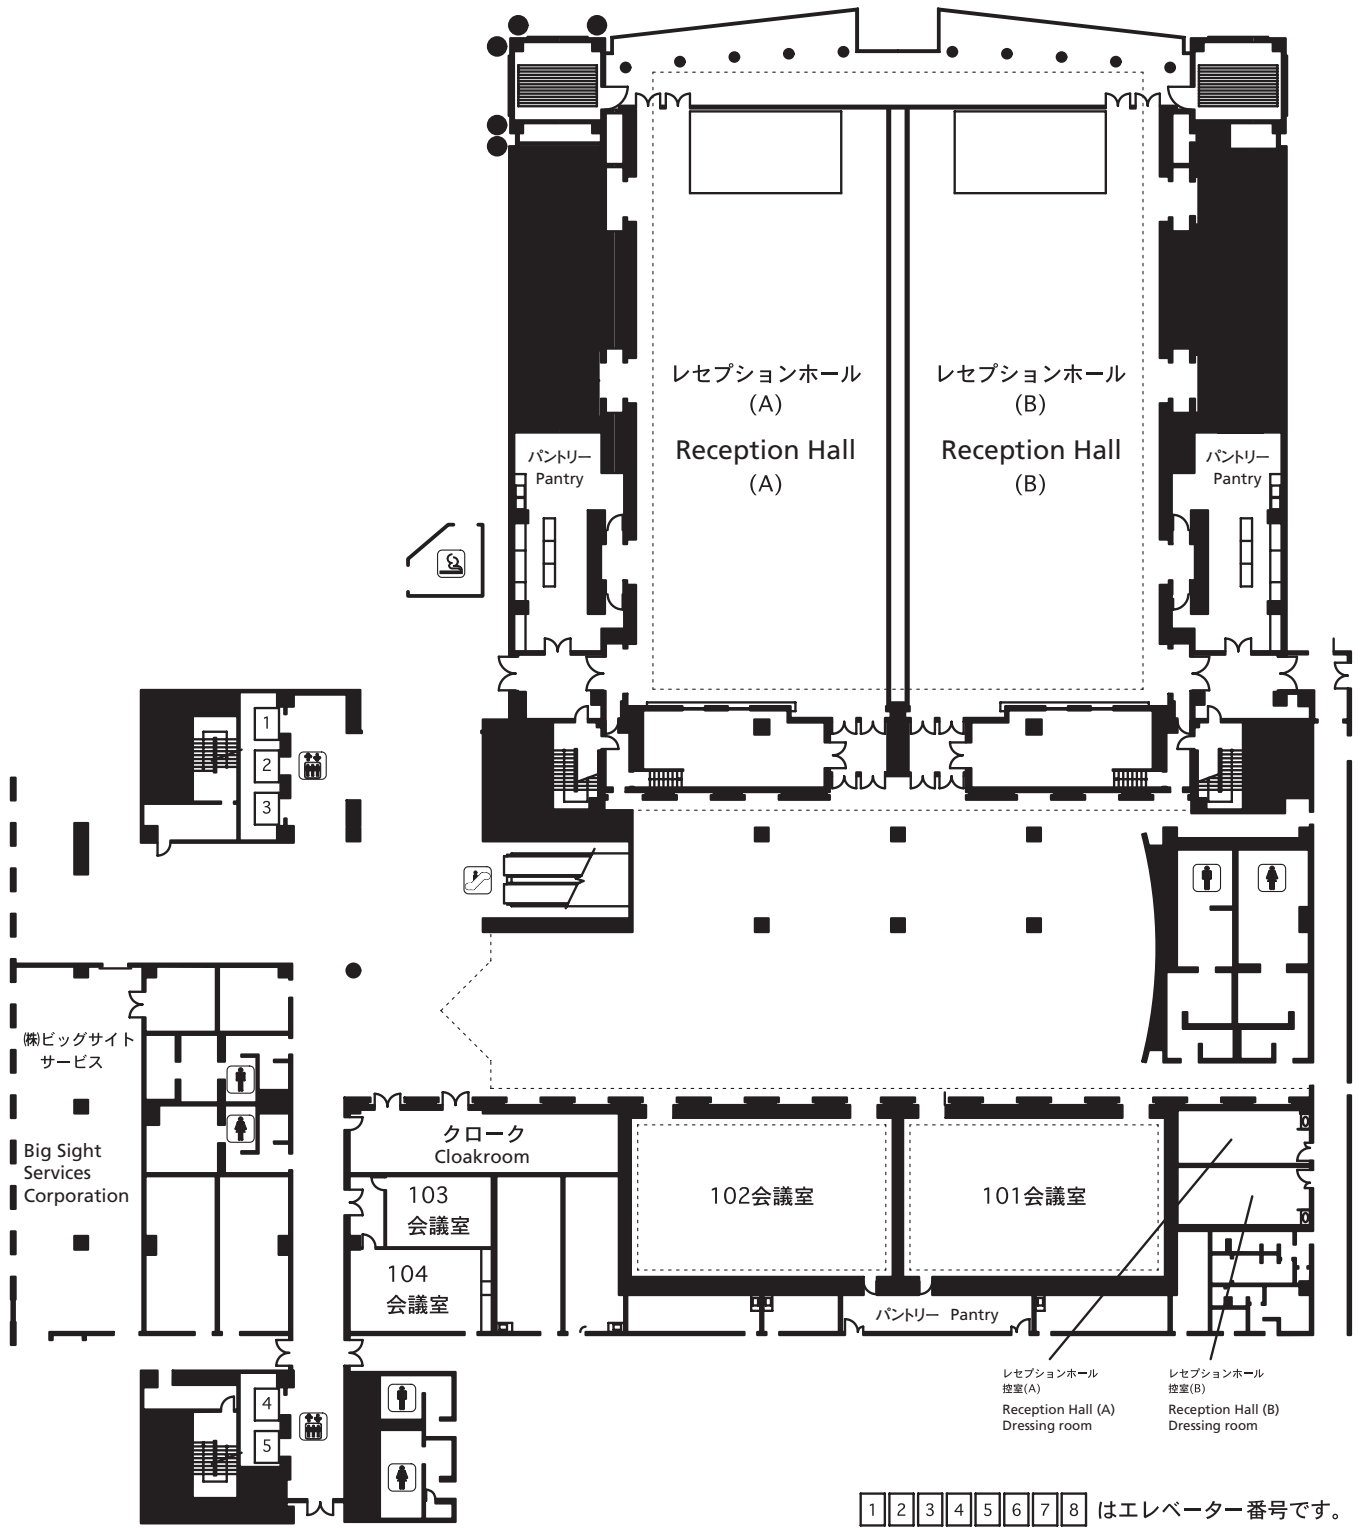 レセプションホール
(A)
Reception Hall
(A)
レセプションホール
(B)
Reception Hall
(B)
パントリー
Pantry
パントリー
Pantry
1
2
3
㈱ビッグサイト
サービス
Big Sight
Services
Corporation
クローク
Cloakroom
103
会議室
104
会議室
102会議室
101会議室
パントリー Pantry
レセプションホール
控室(A)
Reception Hall (A)
Dressing room
レセプションホール
控室(B)
Reception Hall (B)
Dressing room
4
5
1 2 3 4 5 6 7 8 はエレベーター番号です。